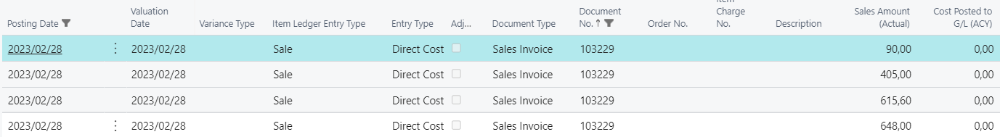 Posting Date Valuation Date Variance Type Item Ledger Entry Type Entry Type Adj... Document Type Document No. ↑ Order No. Charge No. Description Sales Amount (Actual) Cost Posted to G/L (ACY)
2023/02/28 2023/02/28 Sale Direct Cost Sales Invoice 103229 90,00 0,00
2023/02/28 2023/02/28 Sale Direct Cost Sales Invoice 103229 405,00 0,00
2023/02/28 2023/02/28 Sale Direct Cost Sales Invoice 103229 615,60 0,00
2023/02/28 2023/02/28 Sale Direct Cost Sales Invoice 103229 648,00 0,00